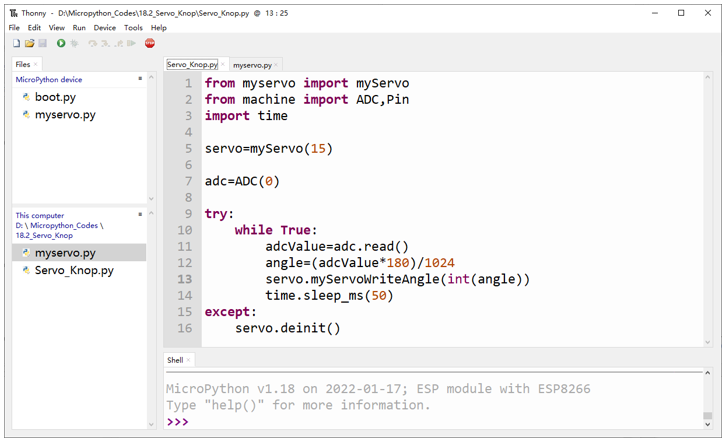 Thonny - D:\Micropython_Codes\18.2_Servo_Knop\Servo_Knop.py @ 13 : 25
File Edit View Run Device Tools Help
STOP
Files
MicroPython device
boot.py
myservo.py
This computer
D: \ Micropython_Codes \
18.2_Servo_Knop
myservo.py
Servo_Knop.py
Servo_Knop.py myservo.py
1 from myservo import myServo
2 from machine import ADC,Pin
3 import time
4
5 servo=myServo(15)
6
7 adc=ADC(0)
8
9 try:
10     while True:
11         adcValue=adc.read()
12         angle=(adcValue*180)/1024
13         servo.myServoWriteAngle(int(angle))
14         time.sleep_ms(50)
15 except:
16     servo.deinit()
Shell
MicroPython v1.18 on 2022-01-17; ESP module with ESP8266
Type "help()" for more information.
>>>